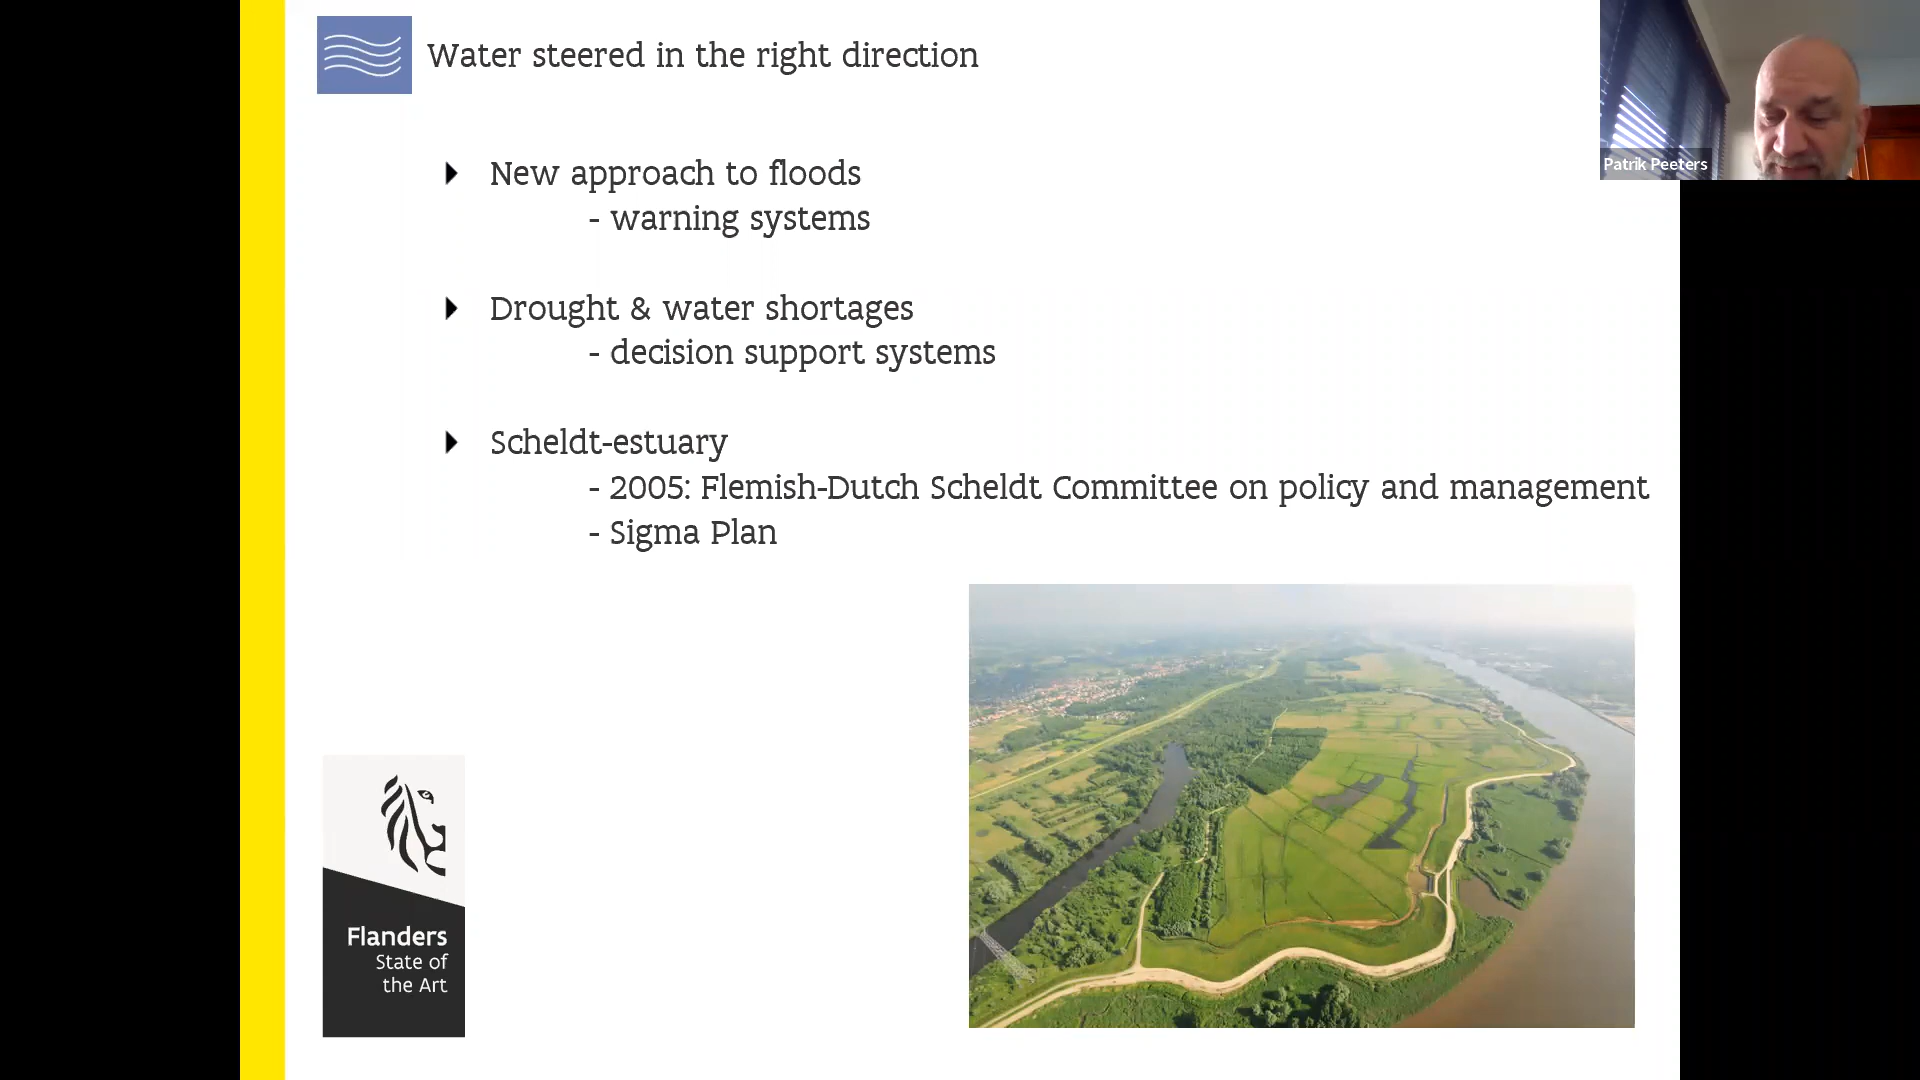 Water steered in the right direction
Patrik Peeters
New approach to floods
- warning systems
Drought & water shortages
- decision support systems
Scheldt-estuary
- 2005: Flemish-Dutch Scheldt Committee on policy and management
- Sigma Plan
Flanders
State of
the Art